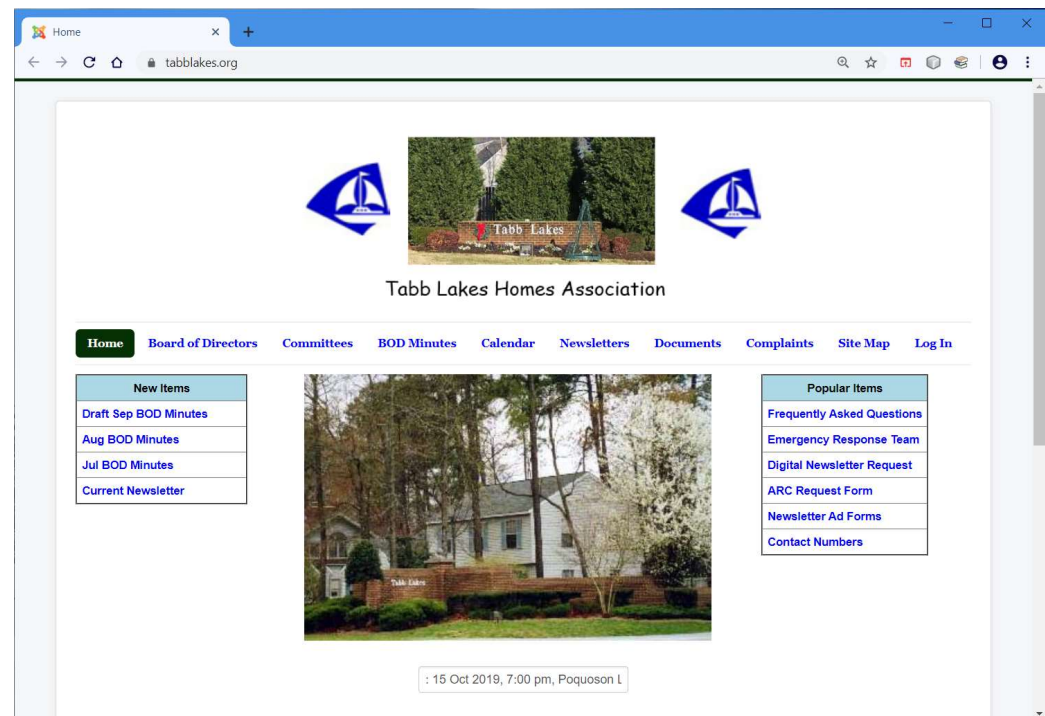 Home
tabblakes.org
Tabb Lakes
Tabb Lakes Homes Association
Home Board of Directors Committees BOD Minutes Calendar Newsletters Documents Complaints Site Map Log In
New Items
Draft Sep BOD Minutes
Aug BOD Minutes
Jul BOD Minutes
Current Newsletter
Tabb Lakes
Popular Items
Frequently Asked Questions
Emergency Response Team
Digital Newsletter Request
ARC Request Form
Newsletter Ad Forms
Contact Numbers
: 15 Oct 2019, 7:00 pm, Poquoson L